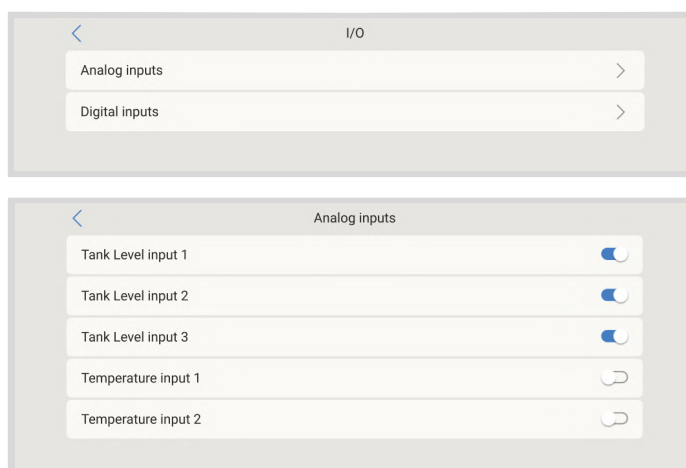 I/O
Analog inputs
Digital inputs
Analog inputs
Tank Level input 1
Tank Level input 2
Tank Level input 3
Temperature input 1
Temperature input 2